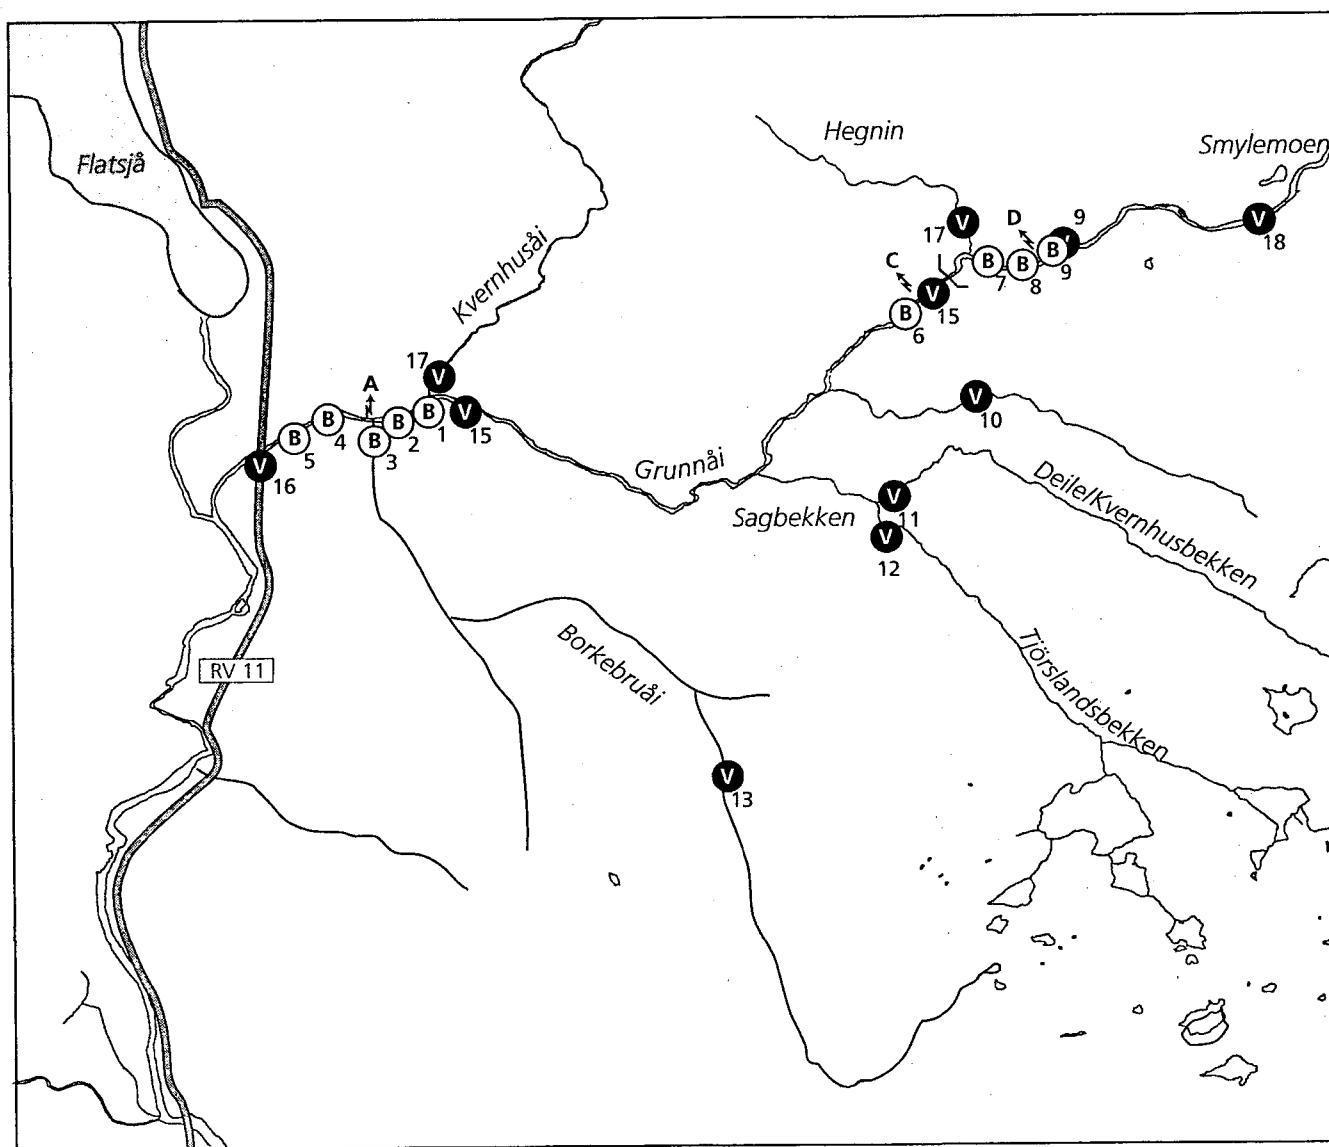 Hegnin
Smylemoen
Flatsjå
V
17
D
9
V
18
B
7
B
8
B
9
C
V
15
B
6
Kvernhusåi
17
V
A
B
5
B
4
B
3
B
2
B
1
V
15
V
16
V
10
Grunnåi
Sagbekken
V
11
V
12
Deile/Kvernhusbekken
Borkebruåi
Tjörslandsbekken
RV 11
V
13